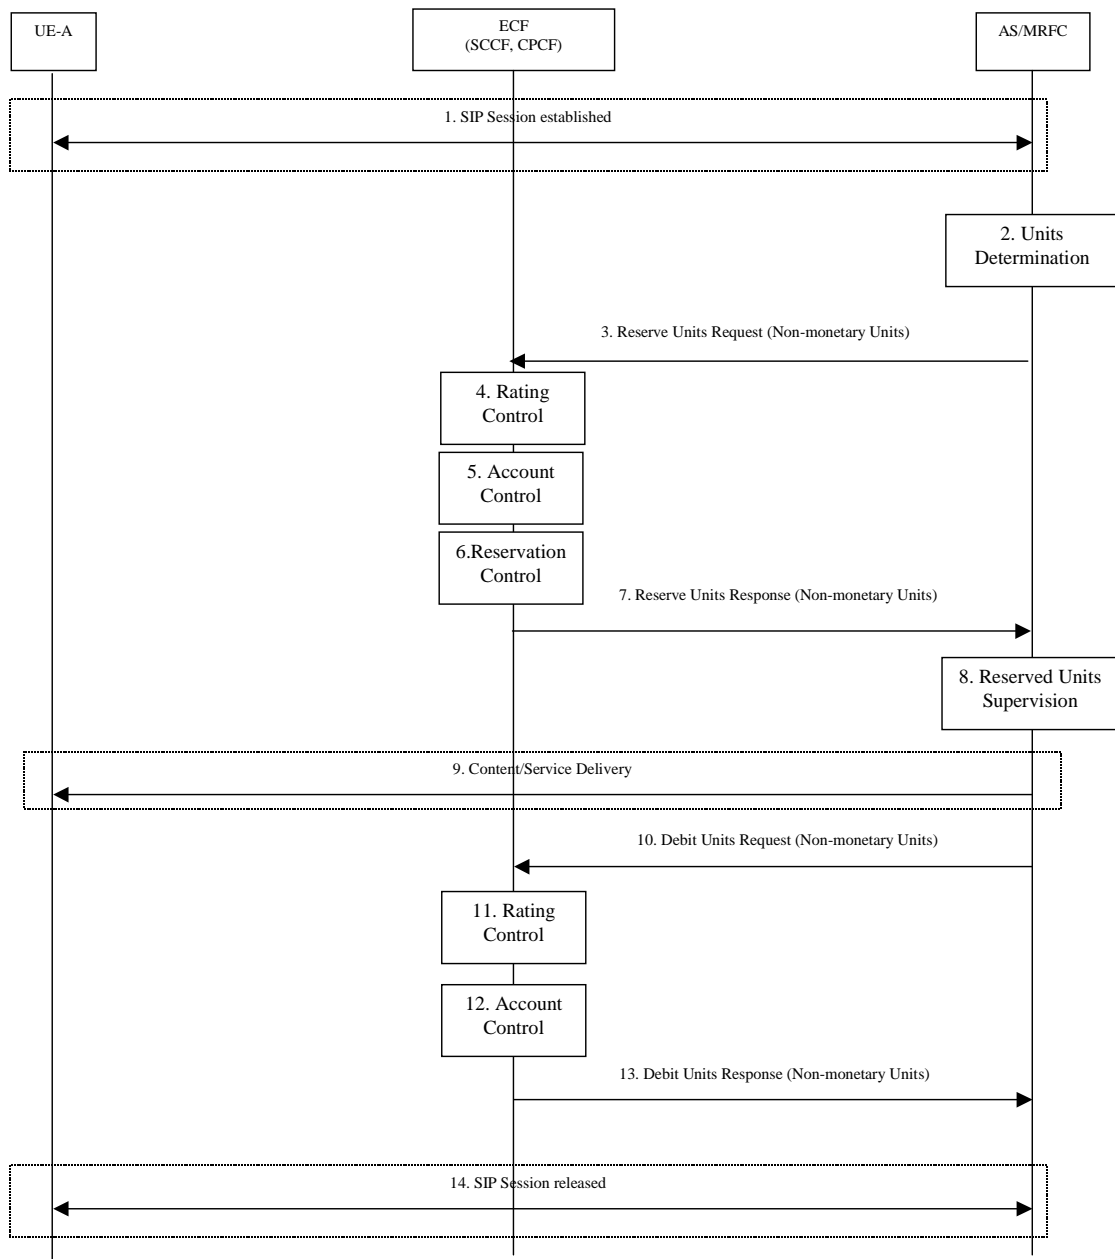 UE-A
ECF
(SCCF, CPCF)
AS/MRFC
1. SIP Session established
2. Units
Determination
3. Reserve Units Request (Non-monetary Units)
4. Rating
Control
5. Account
Control
6.Reservation
Control
7. Reserve Units Response (Non-monetary Units)
8. Reserved Units
Supervision
9. Content/Service Delivery
10. Debit Units Request (Non-monetary Units)
11. Rating
Control
12. Account
Control
13. Debit Units Response (Non-monetary Units)
14. SIP Session released